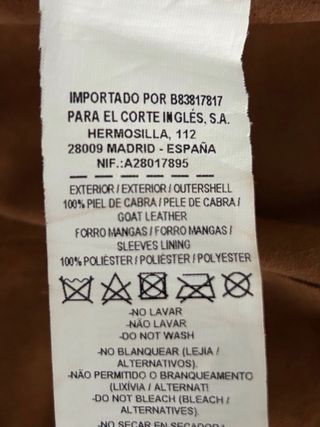 IMPORTADO POR B83817817
PARA EL CORTE INGLÉS, S.A.
HERMOSILLA, 112
28009 MADRID - ESPAÑA
NIF.:A28017895
EXTERIOR / EXTERIOR / OUTERSHELL
100% PIEL DE CABRA / PELE DE CABRA /
GOAT LEATHER
FORRO MANGAS / FORRO MANGAS /
SLEEVES LINING
100% POLIÉSTER / POLIÉSTER / POLYESTER
-NO LAVAR
-NÃO LAVAR
-DO NOT WASH
-NO BLANQUEAR (LEJIA /
ALTERNATIVOS).
-NÃO PERMITIDO O BRANQUEAMENTO
(LIXÍVIA / ALTERNAT!
-DO NOT BLEACH (BLEACH /
ALTERNATIVES).
-NO SECAR EN SECADORA